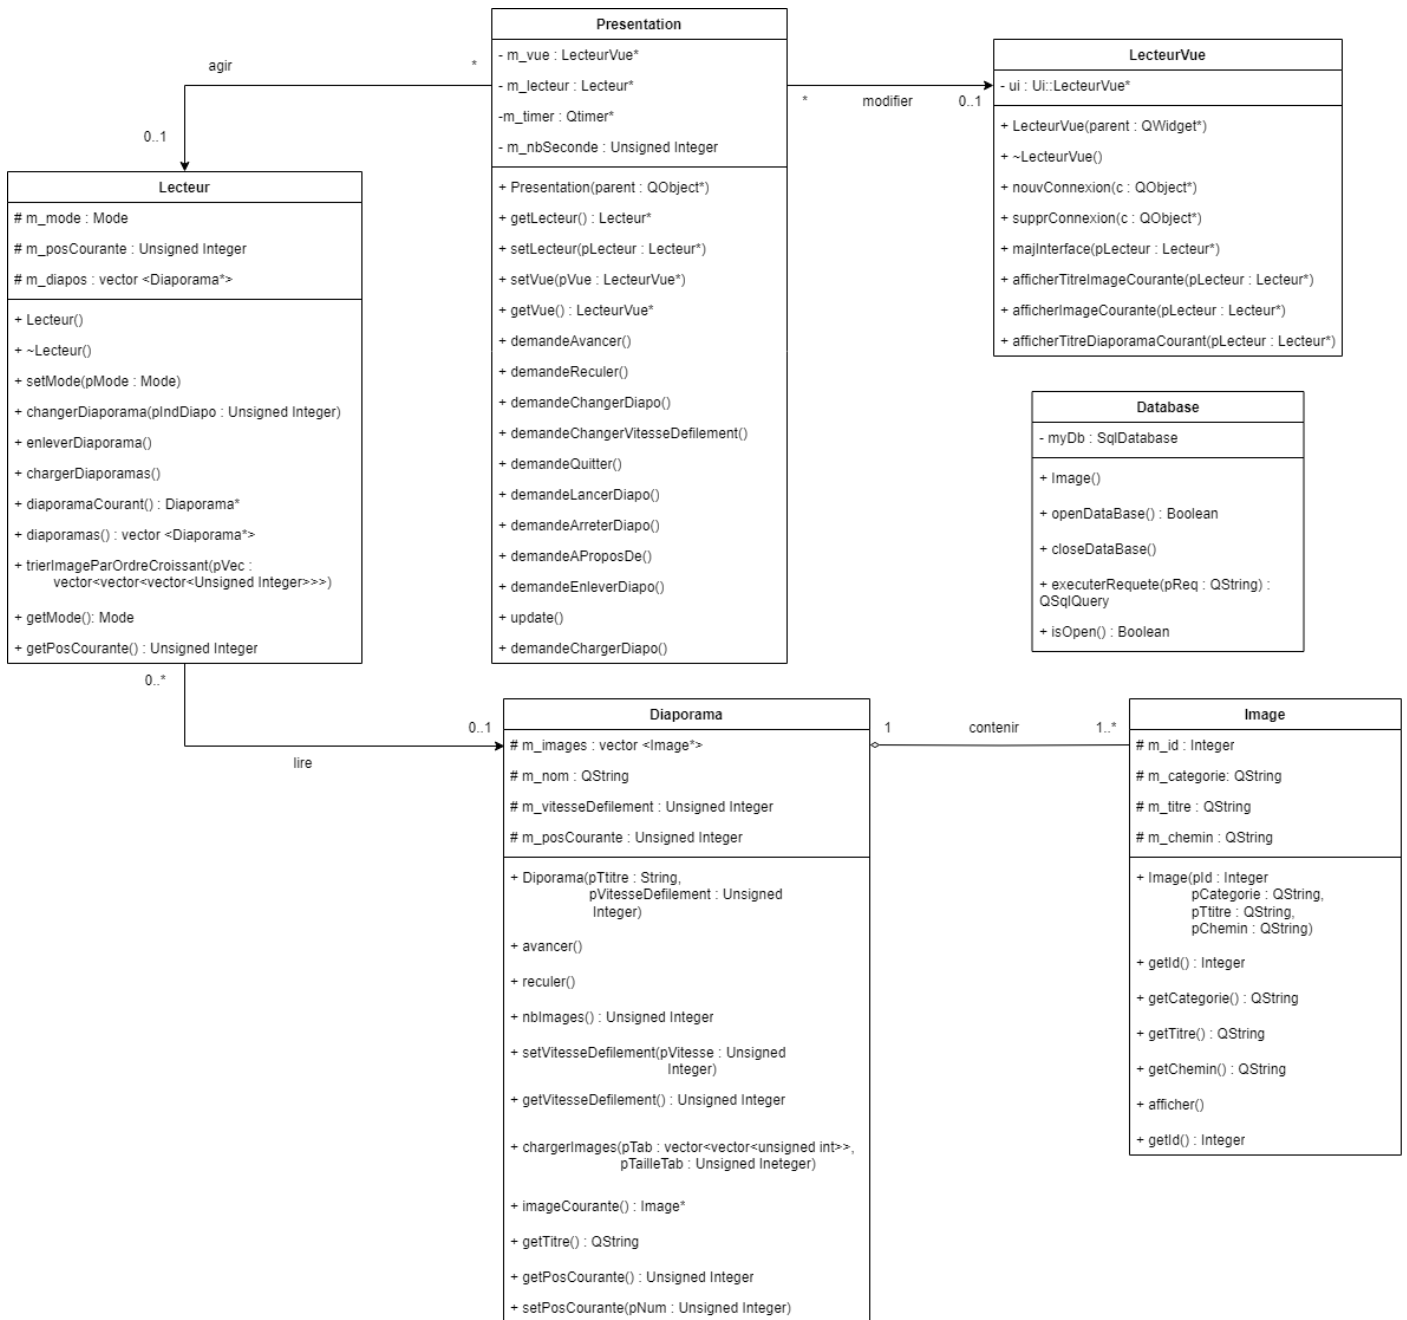 Presentation
- m_vue : LecteurVue*
- m_lecteur : Lecteur*
-m_timer : Qtimer*
- m_nbSeconde : Unsigned Integer
+ Presentation(parent : QObject*)
+ getLecteur() : Lecteur*
+ setLecteur(pLecteur : Lecteur*)
+ setVue(pVue : LecteurVue*)
+ getVue() : LecteurVue*
+ demandeAvancer()
+ demandeReculer()
+ demandeChangerDiapo()
+ demandeChangerVitesseDefilement()
+ demandeQuitter()
+ demandeLancerDiapo()
+ demandeArreterDiapo()
+ demandeAProposDe()
+ demandeEnleverDiapo()
+ update()
+ demandeChargerDiapo()
agir
*
0..1
*
modifier
0..1
LecteurVue
- ui : Ui::LecteurVue*
+ LecteurVue(parent : QWidget*)
+ ~LecteurVue()
+ nouvConnexion(c : QObject*)
+ supprConnexion(c : QObject*)
+ majInterface(pLecteur : Lecteur*)
+ afficherTitreImageCourante(pLecteur : Lecteur*)
+ afficherImageCourante(pLecteur : Lecteur*)
+ afficherTitreDiaporamaCourant(pLecteur : Lecteur*)
Lecteur
# m_mode : Mode
# m_posCourante : Unsigned Integer
# m_diapos : vector <Diaporama*>
+ Lecteur()
+ ~Lecteur()
+ setMode(pMode : Mode)
+ changerDiaporama(pIndDiapo : Unsigned Integer)
+ enleverDiaporama()
+ chargerDiaporamas()
+ diaporamaCourant() : Diaporama*
+ diaporamas() : vector <Diaporama*>
+ trierImageParOrdreCroissant(pVec :
vector<vector<vector<Unsigned Integer>>>)
+ getMode(): Mode
+ getPosCourante() : Unsigned Integer
Database
- myDb : SqlDatabase
+ Image()
+ openDataBase() : Boolean
+ closeDataBase()
+ executerRequete(pReq : QString) :
QSqlQuery
+ isOpen() : Boolean
0..*
0..1
lire
Diaporama
# m_images : vector <Image*>
# m_nom : QString
# m_vitesseDefilement : Unsigned Integer
# m_posCourante : Unsigned Integer
+ Diporama(pTtitre : String,
pVitesseDefilement : Unsigned
Integer)
+ avancer()
+ reculer()
+ nbImages() : Unsigned Integer
+ setVitesseDefilement(pVitesse : Unsigned
Integer)
+ getVitesseDefilement() : Unsigned Integer
+ chargerImages(pTab : vector<vector<unsigned int>>,
pTailleTab : Unsigned Ineteger)
+ imageCourante() : Image*
+ getTitre() : QString
+ getPosCourante() : Unsigned Integer
+ setPosCourante(pNum : Unsigned Integer)
1
contenir
1..*
Image
# m_id : Integer
# m_categorie: QString
# m_titre : QString
# m_chemin : QString
+ Image(pId : Integer
pCategorie : QString,
pTtitre : QString,
pChemin : QString)
+ getId() : Integer
+ getCategorie() : QString
+ getTitre() : QString
+ getChemin() : QString
+ afficher()
+ getId() : Integer